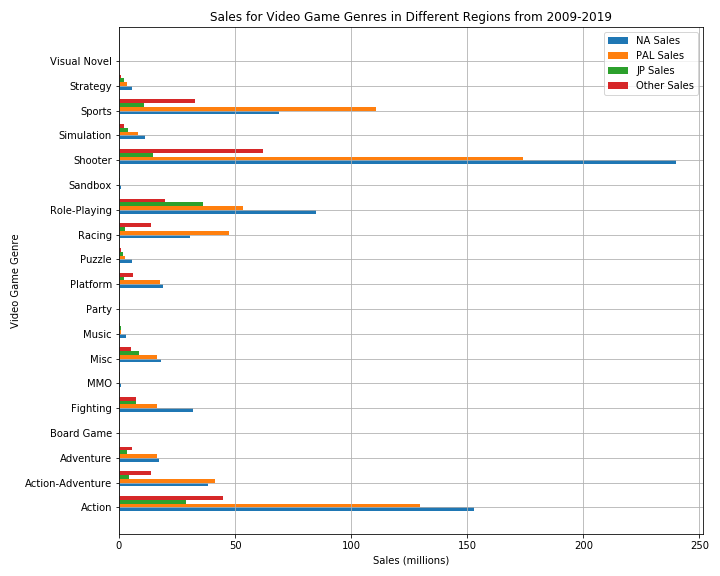 Sales for Video Game Genres in Different Regions from 2009-2019
NA Sales
PAL Sales
JP Sales
Other Sales
Video Game Genre
Visual Novel
Strategy
Sports
Simulation
Shooter
Sandbox
Role-Playing
Racing
Puzzle
Platform
Party
Music
Misc
MMO
Fighting
Board Game
Adventure
Action-Adventure
Action
0 50 100 150 200 250
Sales (millions)